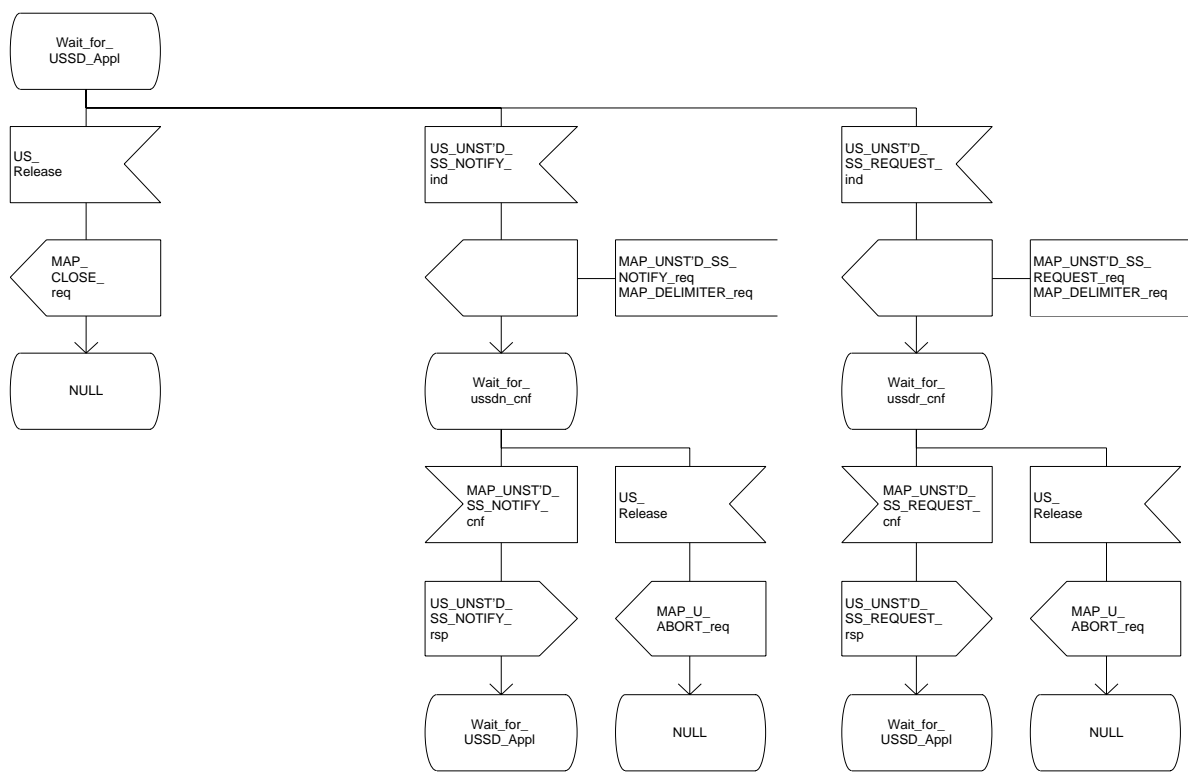 Wait_for_
USSD_Appl
US_
Release
US_UNST'D_
SS_NOTIFY_
ind
US_UNST'D_
SS_REQUEST_
ind
MAP_
CLOSE_
req
MAP_UNST'D_SS_
NOTIFY_req
MAP_DELIMITER_req
MAP_UNST'D_SS_
REQUEST_req
MAP_DELIMITER_req
NULL
Wait_for_
ussdn_cnf
Wait_for_
ussdr_cnf
MAP_UNST'D_
SS_NOTIFY_
cnf
US_
Release
MAP_UNST'D_
SS_REQUEST_
cnf
US_
Release
US_UNST'D_
SS_NOTIFY_
rsp
MAP_U_
ABORT_req
US_UNST'D_
SS_REQUEST_
rsp
MAP_U_
ABORT_req
Wait_for_
USSD_Appl
NULL
Wait_for_
USSD_Appl
NULL